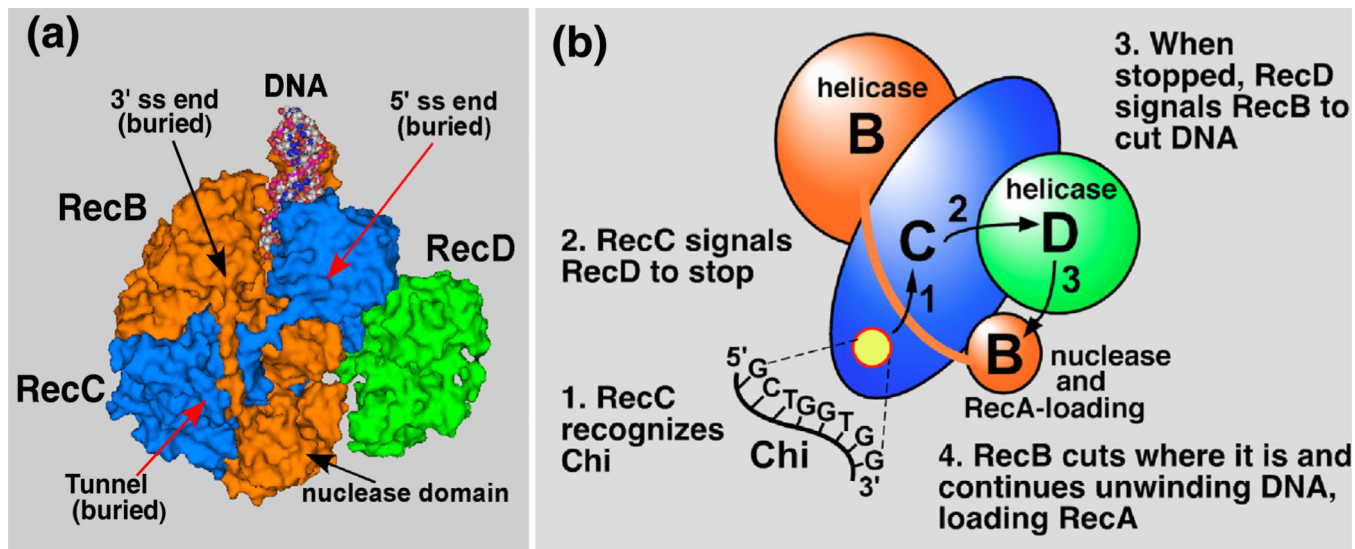 (a)
DNA
3' ss end
(buried)
5' ss end
(buried)
RecB
RecD
RecC
Tunnel
(buried)
nuclease domain
(b)
helicase
B
3. When
stopped, RecD
signals RecB to
cut DNA
helicase
D
C
2
2. RecC signals
RecD to stop
1
3
B
nuclease
and
RecA-loading
5'
GCTGGTGG
3'
Chi
1. RecC
recognizes
Chi
4. RecB cuts where it is and
continues unwinding DNA,
loading RecA